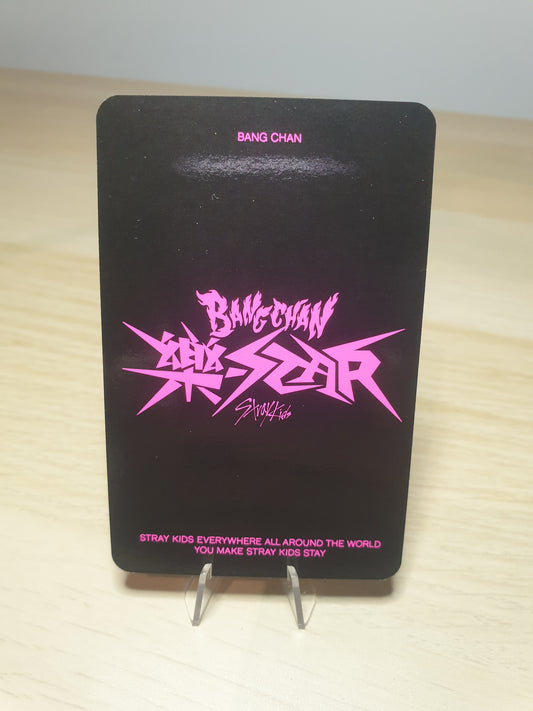 BANG CHAN
BANG CHAN
樂-STAR
Stray Kids
STRAY KIDS EVERYWHERE ALL AROUND THE WORLD
YOU MAKE STRAY KIDS STAY